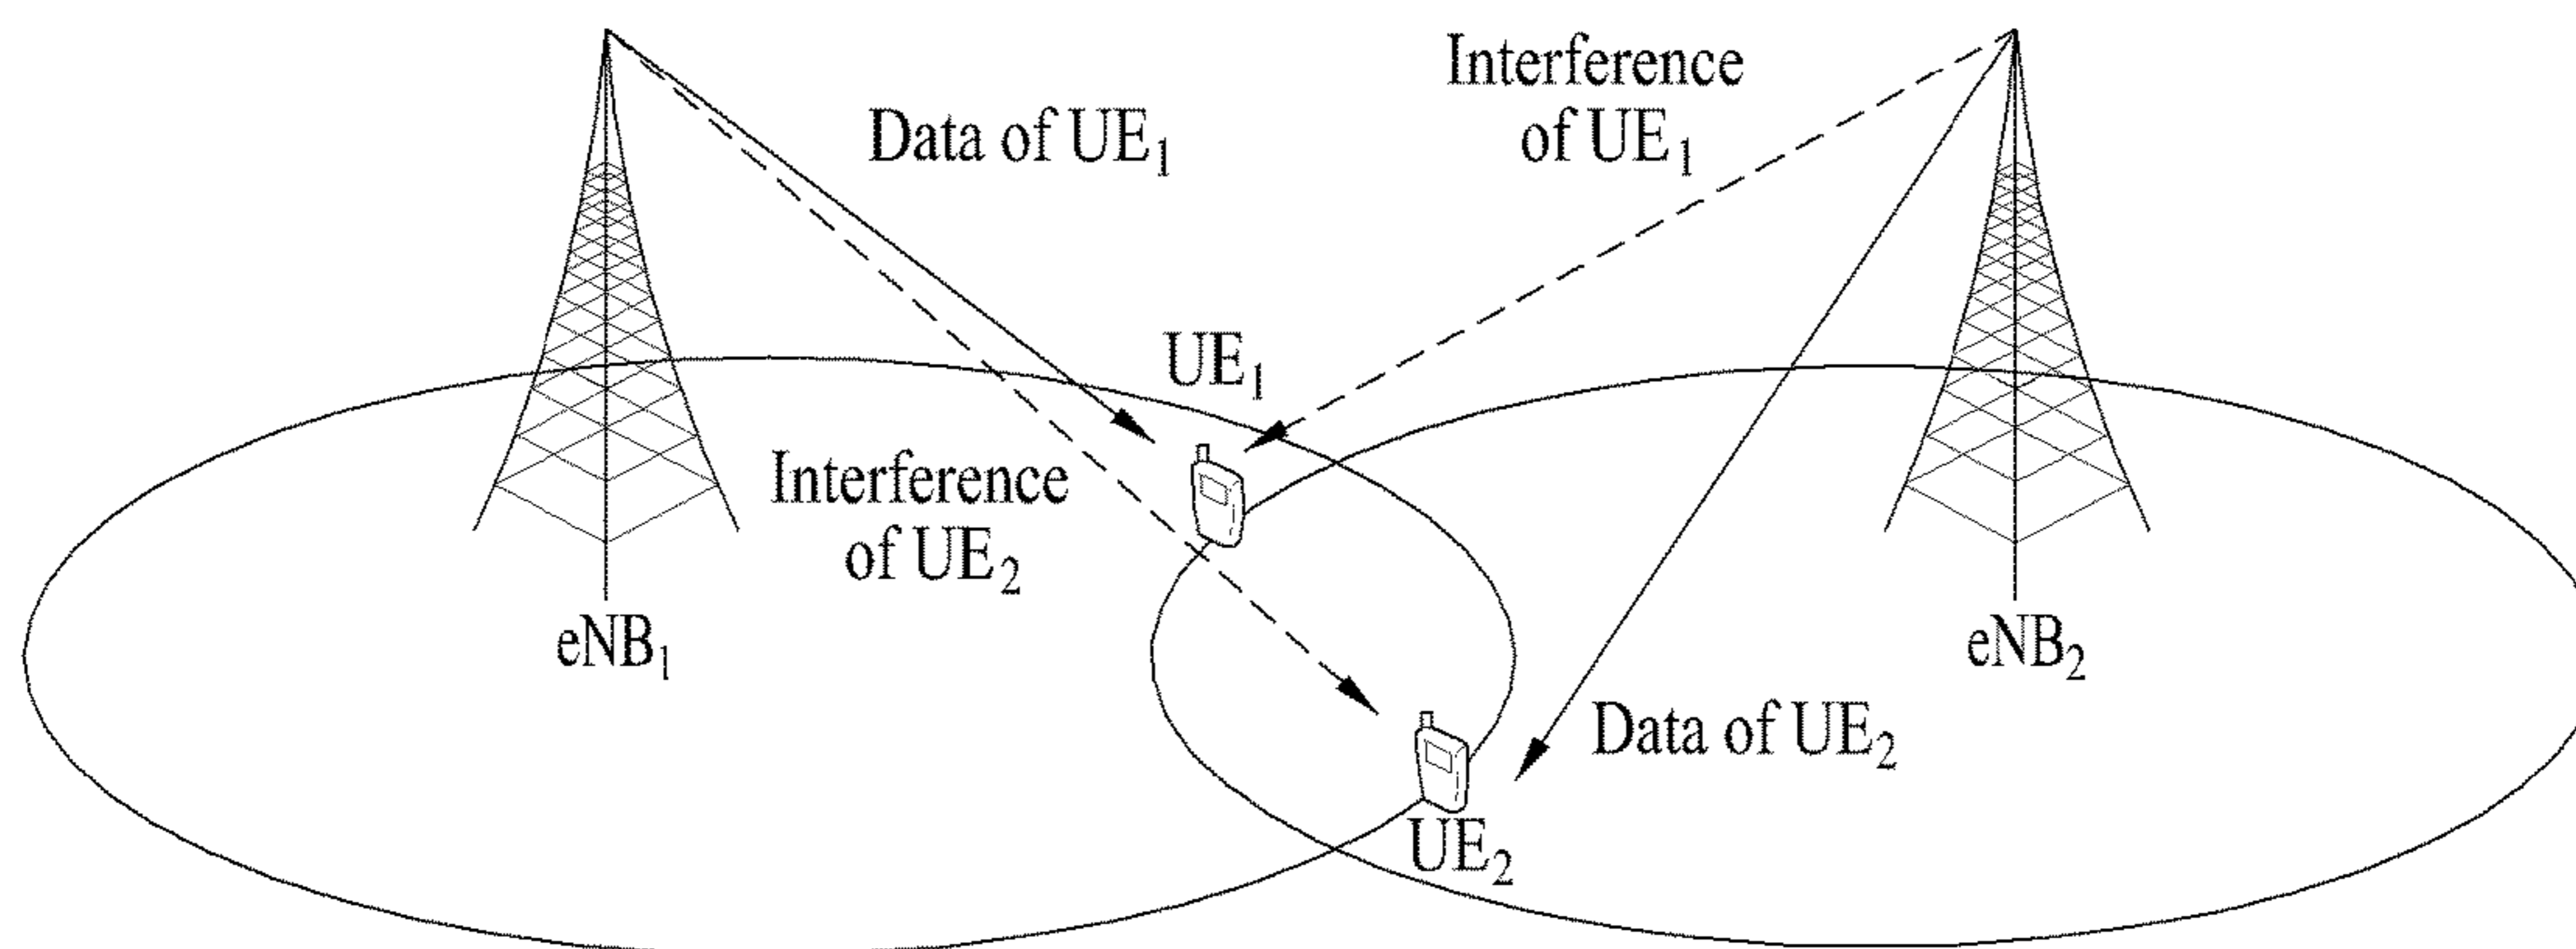 Interference
of UE₁
Data of UE₁
UE₁
Interference
of UE₂
eNB₁
eNB₂
Data of UE₂
UE₂